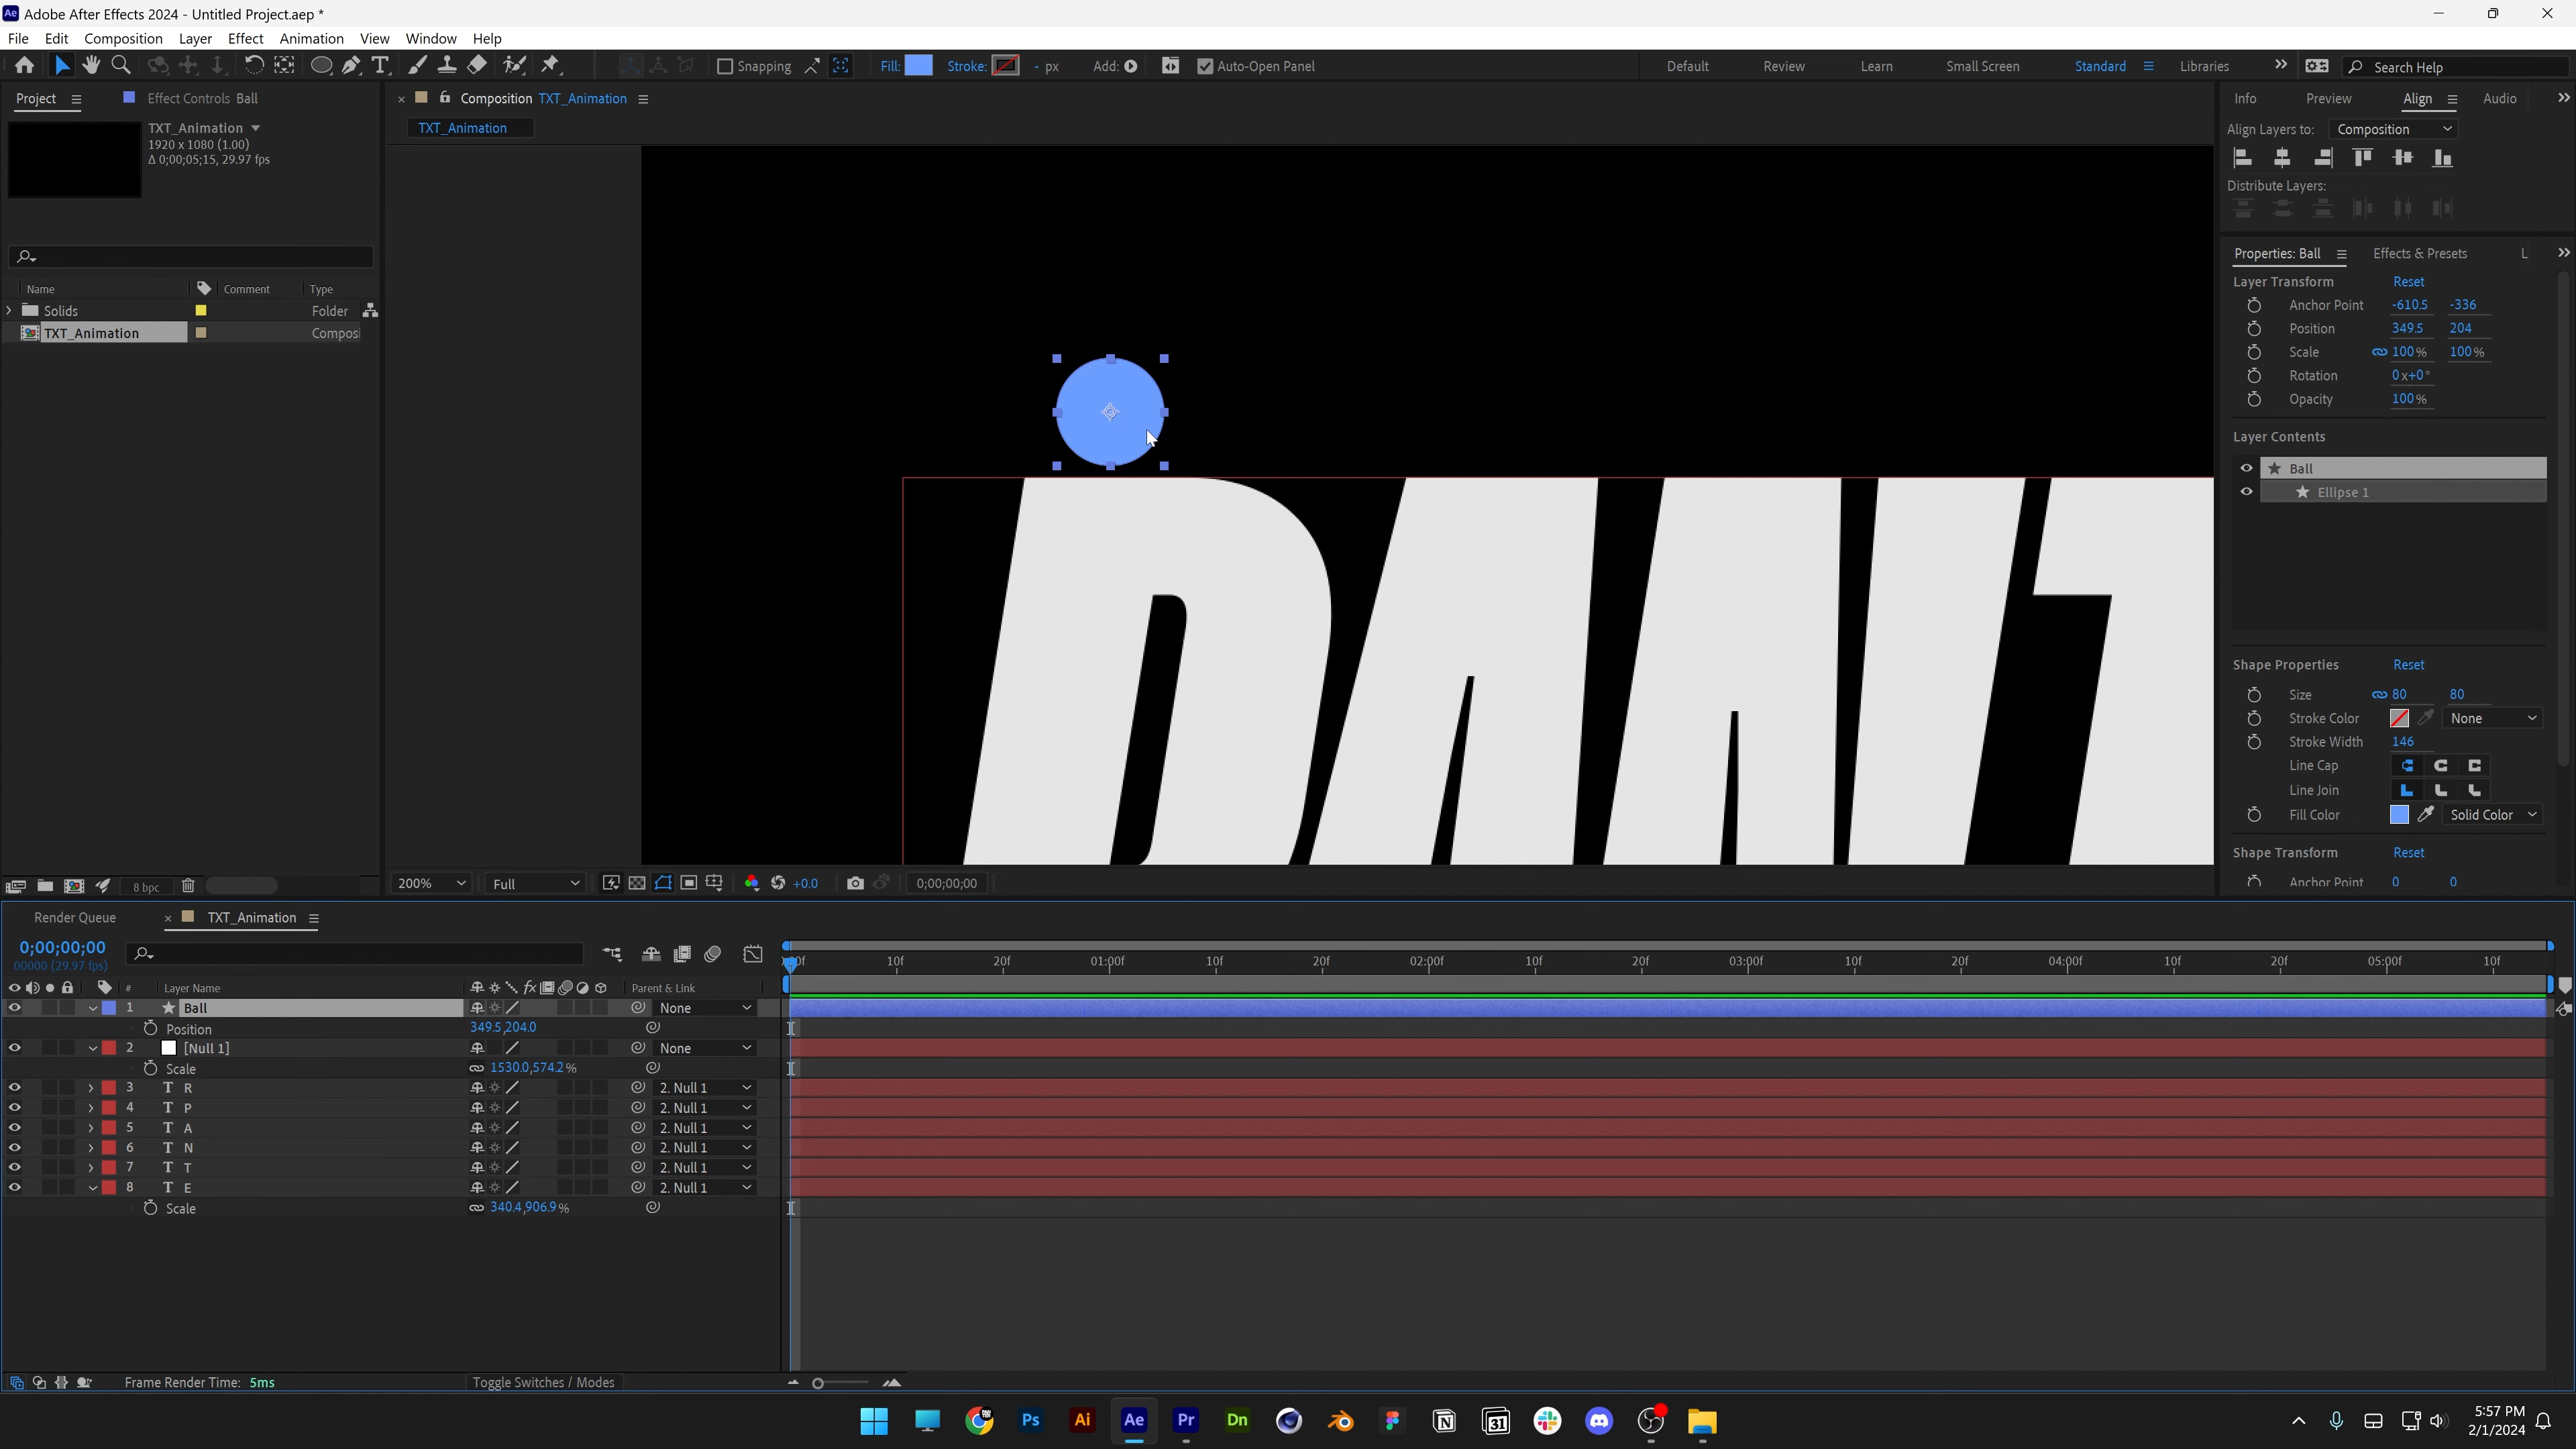 Adobe After Effects 2024 - Untitled Project.aep *
File Edit Composition Layer Effect Animation View Window Help
Snapping Fill: Stroke: - px Add: Auto-Open Panel Default Review Learn Small Screen Standard Libraries Search Help
Project Effect Controls Ball
Composition TXT_Animation
Info Preview Align Audio
TXT_Animation
1920 x 1080 (1.00)
Δ 0;00;05;15, 29.97 fps
TXT_Animation
Align Layers to: Composition
Distribute Layers:
Properties: Ball Effects & Presets L
Name Comment Type
Solids Folder
TXT_Animation Composi
Layer Transform Reset
Anchor Point -610.5 -336
Position 349.5 204
Scale 100% 100%
Rotation 0x+0°
Opacity 100%
Layer Contents
Ball
Ellipse 1
Shape Properties Reset
Size 80 80
Stroke Color None
Stroke Width 146
Line Cap
Line Join
Fill Color Solid Color
Shape Transform Reset
Anchor Point 0 0
8 bpc
200% Full +0.0 0;00;00;00
Render Queue TXT_Animation
0;00;00;00
00000 (29.97 fps)
10f 20f 01:00f 10f 20f 02:00f 10f 20f 03:00f 10f 20f 04:00f 10f 20f 05:00f 10f
# Layer Name fx Parent & Link
1 Ball None
Position 349.5,204.0
2 [Null 1] None
Scale 1530.0,574.2%
3 T R 2. Null 1
4 T P 2. Null 1
5 T A 2. Null 1
6 T N 2. Null 1
7 T T 2. Null 1
8 T E 2. Null 1
Scale 340.4,906.9%
Frame Render Time: 5ms Toggle Switches / Modes
Ps Ai Ae Pr Dn 31
5:57 PM
2/1/2024